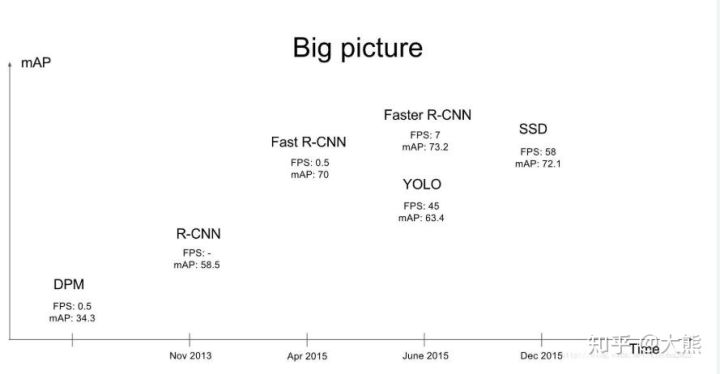 Big picture
mAP
Faster R-CNN
FPS: 7
mAP: 73.2
SSD
FPS: 58
mAP: 72.1
Fast R-CNN
FPS: 0.5
mAP: 70
YOLO
FPS: 45
mAP: 63.4
R-CNN
FPS: -
mAP: 58.5
DPM
FPS: 0.5
mAP: 34.3
Nov 2013
Apr 2015
June 2015
Dec 2015
Time
知乎 @大熊